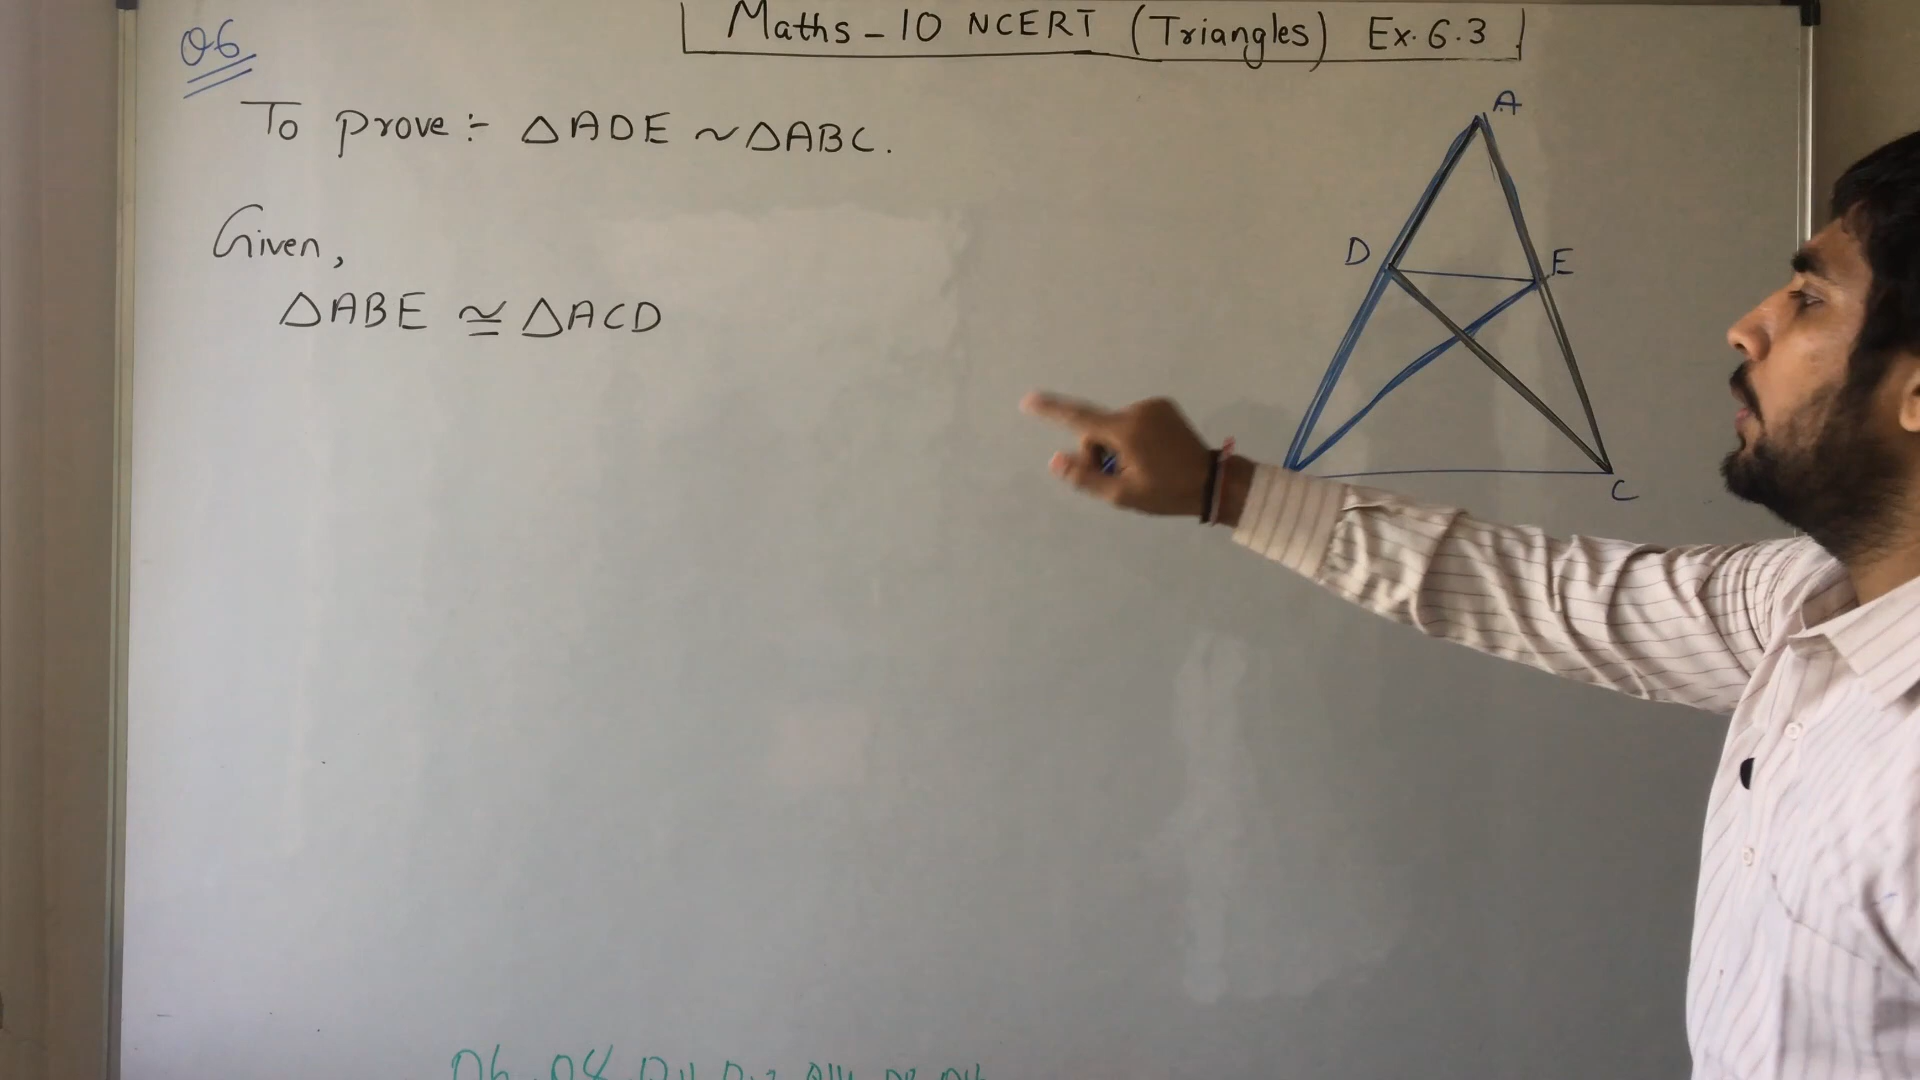 Maths - 10 NCERT (Triangles) Ex. 6.3
Q6
To prove :- △ADE ~ △ABC.
Given,
△ABE ≅ △ACD
A
D
E
C